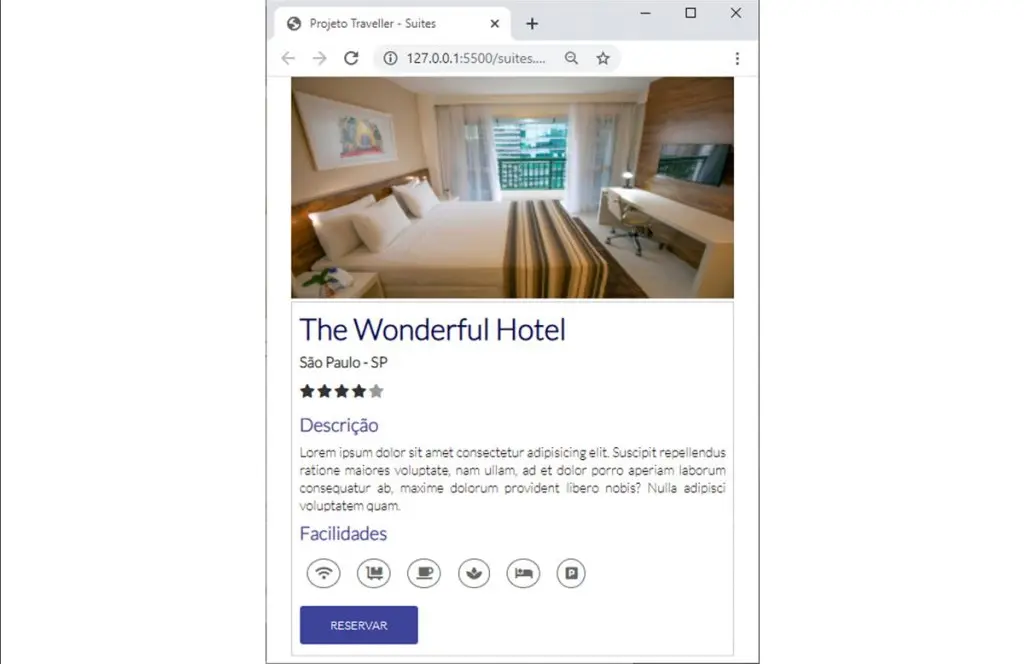 Projeto Traveller - Suites
127.0.0.1:5500/suites....
The Wonderful Hotel
São Paulo - SP
Descrição
Lorem ipsum dolor sit amet consectetur adipisicing elit. Suscipit repellendus
ratione maiores voluptate, nam ullam, ad et dolor porro aperiam laborum
consequatur ab, maxime dolorum provident libero nobis? Nulla adipisci
voluptatem quam.
Facilidades
P
RESERVAR